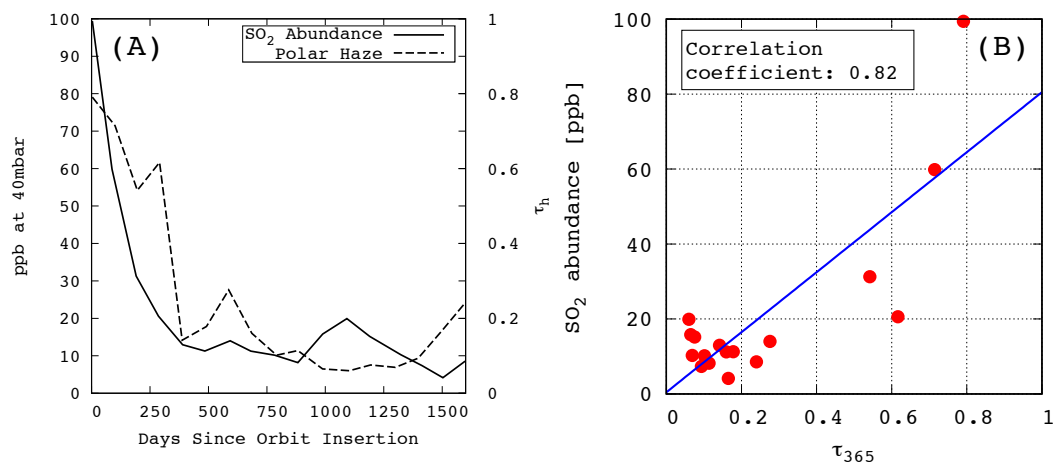 (A)
SO₂ Abundance
Polar Haze
100
90
80
70
60
50
40
30
20
10
0
ppb at 40mbar
1
0.8
0.6
0.4
0.2
0
τh
0 250 500 750 1000 1250 1500
Days Since Orbit Insertion
(B)
Correlation
coefficient: 0.82
100
80
60
40
20
0
SO₂ abundance [ppb]
0 0.2 0.4 0.6 0.8 1
τ₃₆₅